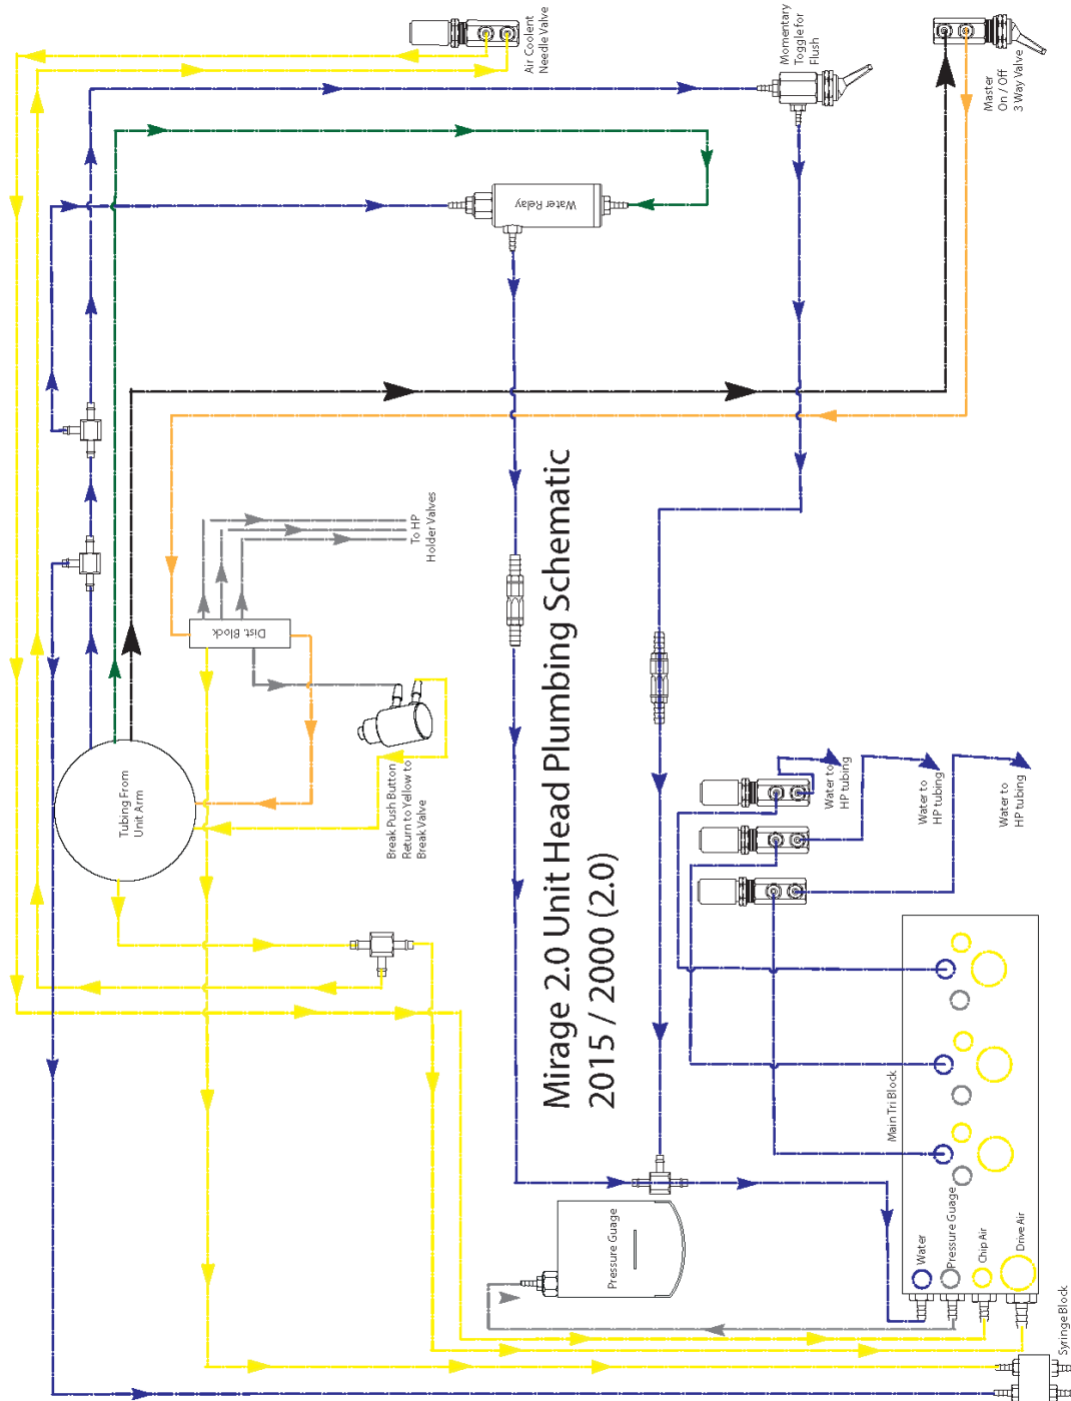 Air Coolent
Needle Valve
Momentary
Toggle for
Flush
Master
On / Off
3 Way Valve
Water Relay
To HP
Holder Valves
Dist. Block
Tubing From
Unit Arm
Break Push Button
Return to Yellow to
Break Valve
Mirage 2.0 Unit Head Plumbing Schematic
2015 / 2000 (2.0)
Water to
HP tubing
Water to
HP tubing
Water to
HP tubing
Main Tri Block
Pressure Guage
Water
Pressure Guage
Chip Air
Drive Air
Syringe Block